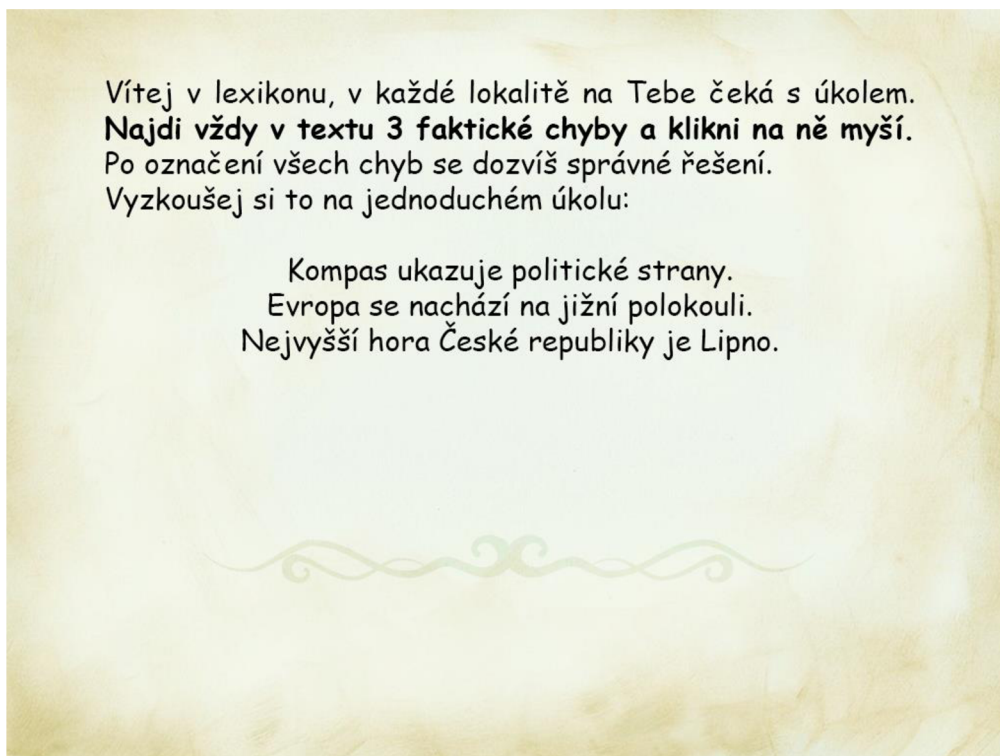 Vítej v lexikonu, v každé lokalitě na Tebe čeká s úkolem.
Najdi vždy v textu 3 faktické chyby a klikni na ně myší.
Po označení všech chyb se dozvíš správné řešení.
Vyzkoušej si to na jednoduchém úkolu:
Kompas ukazuje politické strany.
Evropa se nachází na jižní polokouli.
Nejvyšší hora České republiky je Lipno.